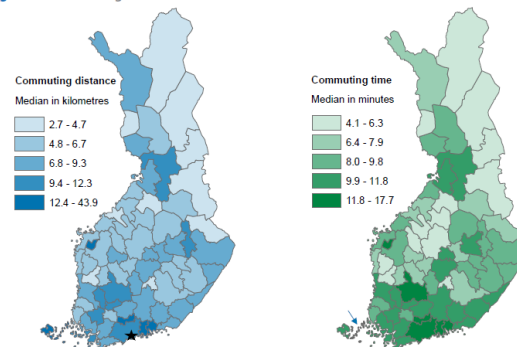 Commuting distance
Median in kilometres
2.7 - 4.7
4.8 - 6.7
6.8 - 9.3
9.4 - 12.3
12.4 - 43.9
Commuting time
Median in minutes
4.1 - 6.3
6.4 - 7.9
8.0 - 9.8
9.9 - 11.8
11.8 - 17.7